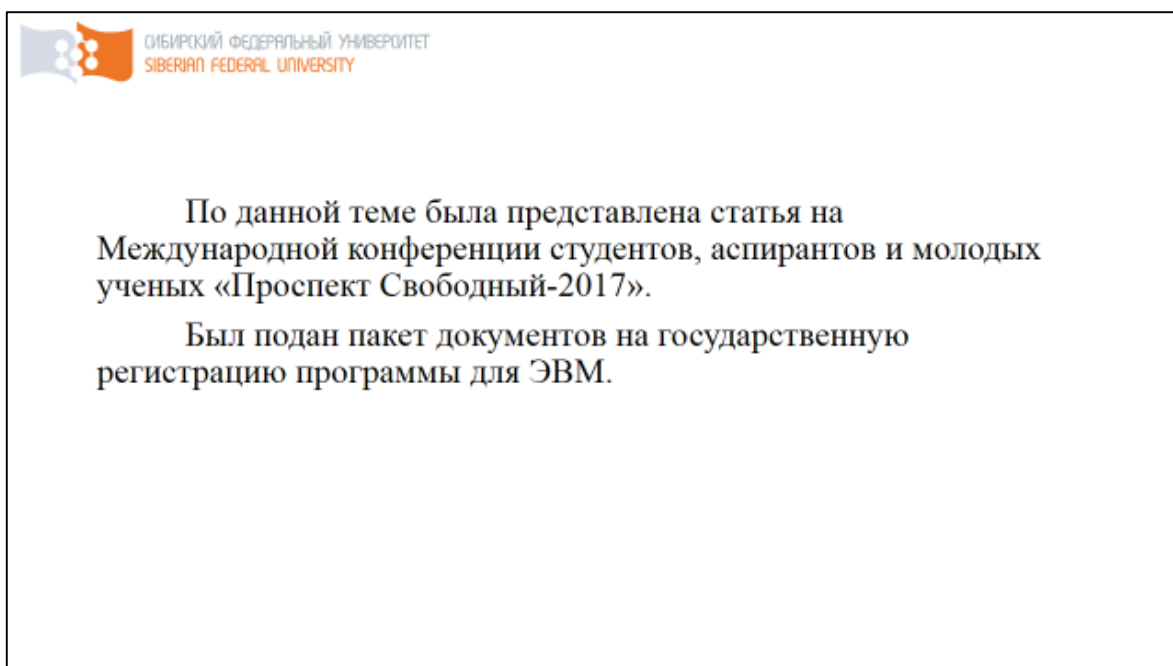 СИБИРСКИЙ ФЕДЕРАЛЬНЫЙ УНИВЕРСИТЕТ
SIBERIAN FEDERAL UNIVERSITY
По данной теме была представлена статья на
Международной конференции студентов, аспирантов и молодых
ученых «Проспект Свободный-2017».
Был подан пакет документов на государственную
регистрацию программы для ЭВМ.